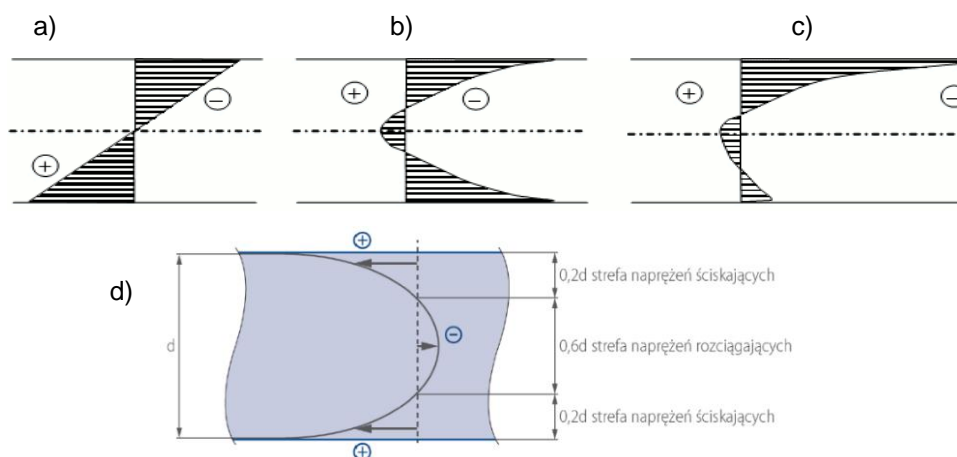 a)
b)
c)
+
−
+
−
+
−
d)
+
0,2d strefa naprężeń ściskających
d
−
0,6d strefa naprężeń rozciągających
0,2d strefa naprężeń ściskających
+